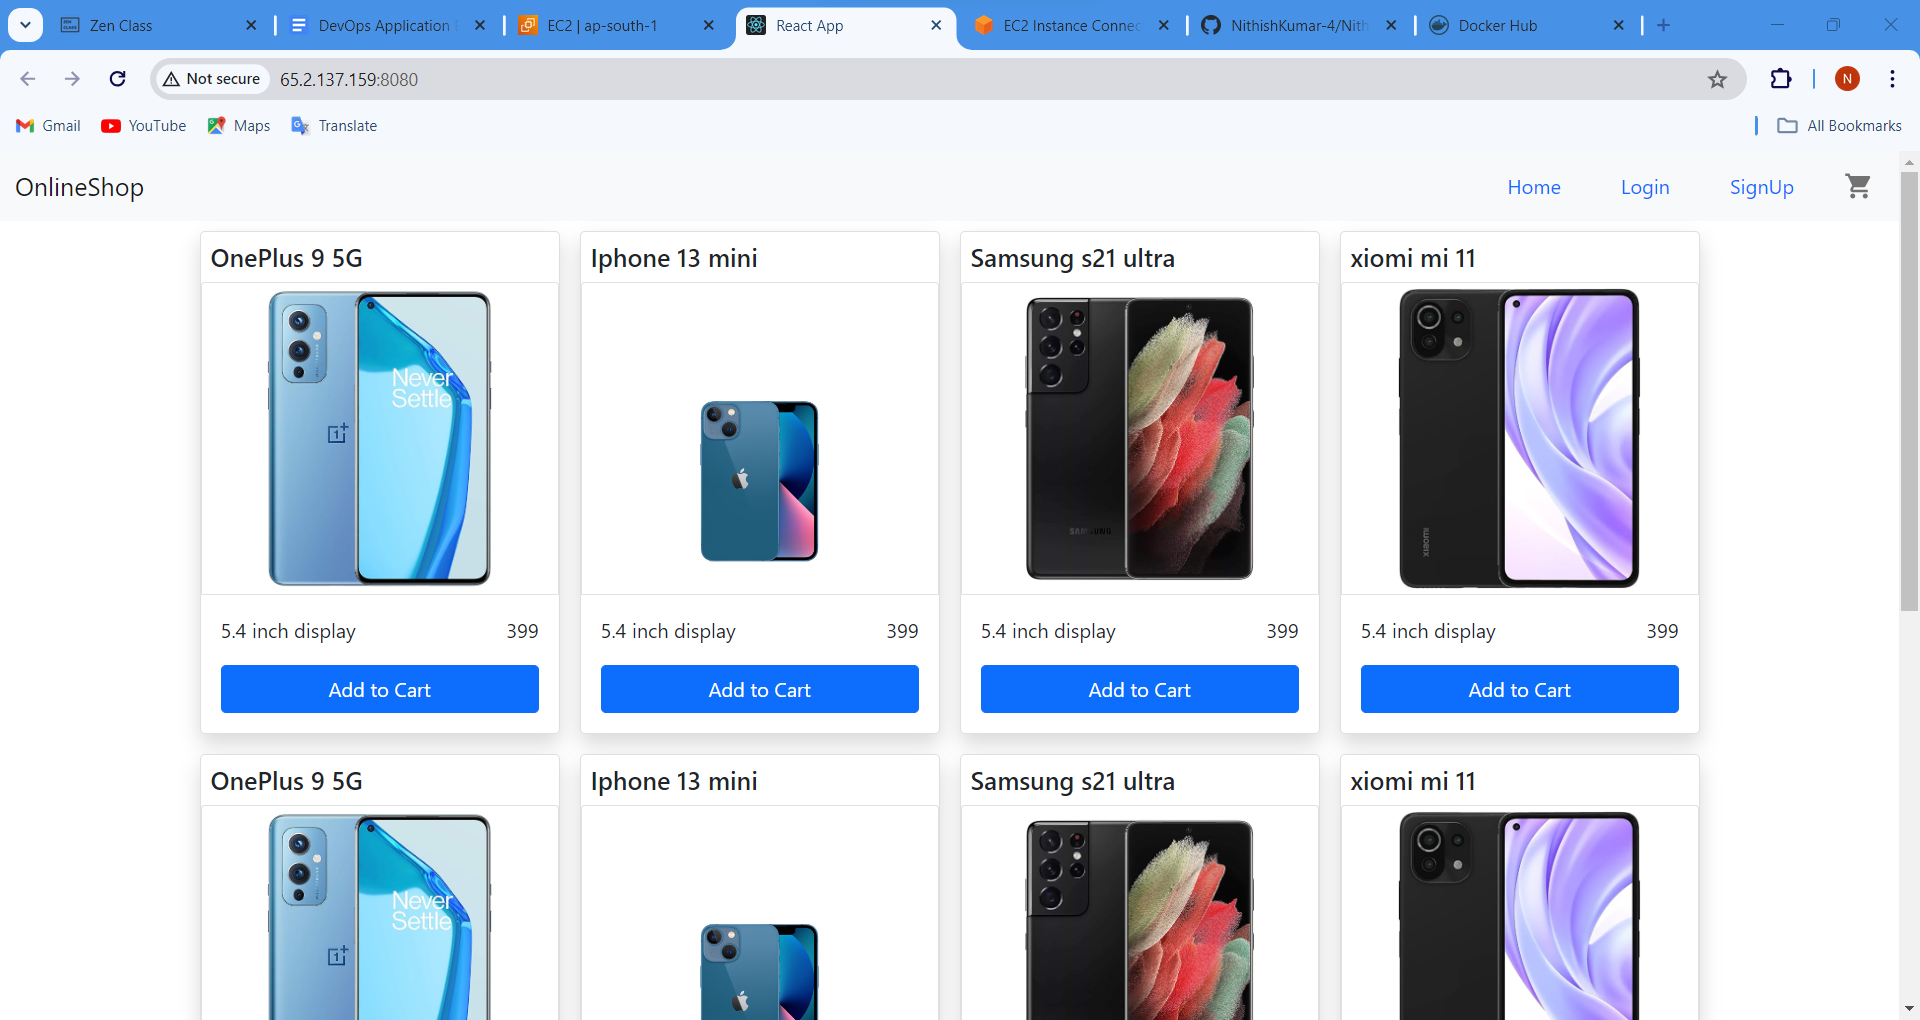 Zen Class
DevOps Application
EC2 | ap-south-1
React App
EC2 Instance Connec
NithishKumar-4/Nith
Docker Hub
Not secure
65.2.137.159:8080
N
Gmail
YouTube
Maps
Translate
All Bookmarks
OnlineShop
Home
Login
SignUp
OnePlus 9 5G
Iphone 13 mini
Samsung s21 ultra
xiomi mi 11
Never
Settle
SAMSUNG
xiaomi
5.4 inch display 399
5.4 inch display 399
5.4 inch display 399
5.4 inch display 399
Add to Cart
Add to Cart
Add to Cart
Add to Cart
OnePlus 9 5G
Iphone 13 mini
Samsung s21 ultra
xiomi mi 11
Never
Settle